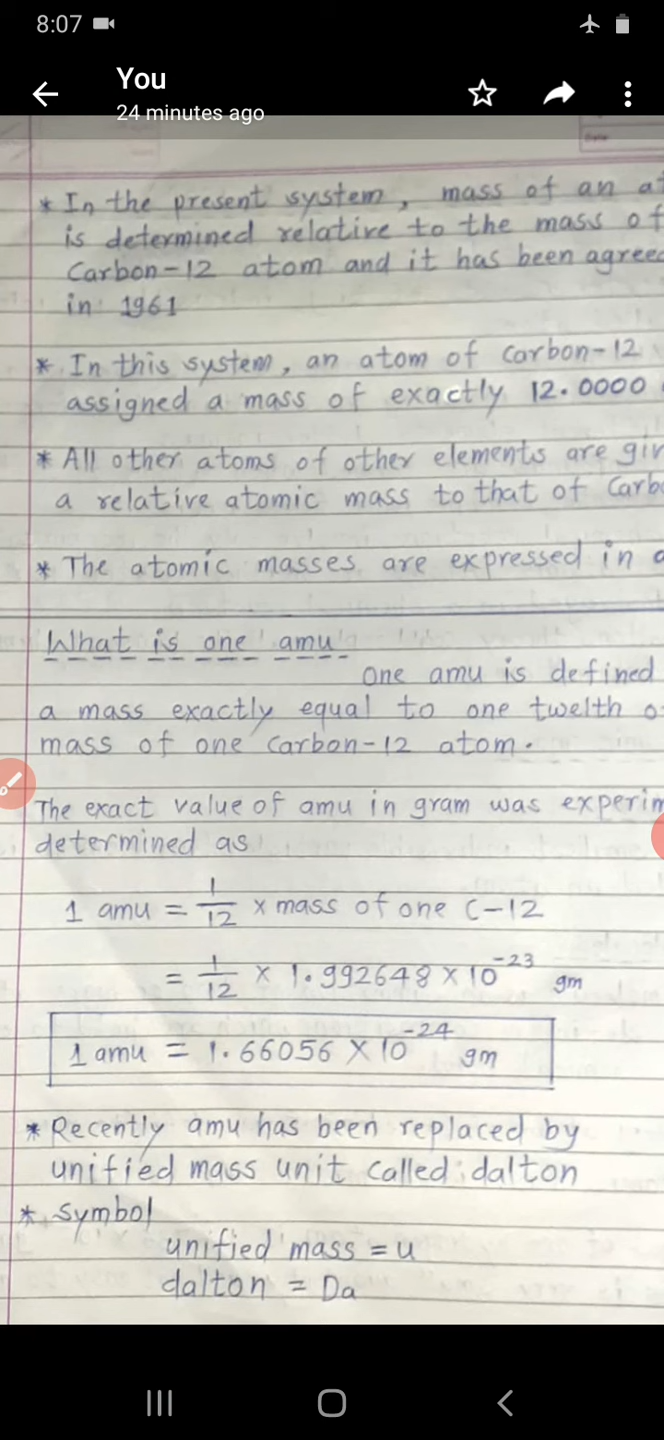 8:07
You
24 minutes ago
* In the present system, mass of an
is determined relative to the mass of
Carbon-12 atom and it has been agreed
in 1961
* In this system, an atom of carbon-12
assigned a mass of exactly 12.0000
* All other atoms of other elements are
a relative atomic mass to that of
* The atomic masses are expressed in
What is one amu
One amu is defined
a mass exactly equal to one twelth
mass of one carbon-12 atom.
The exact value of amu in gram was
determined as
1 amu = 1/12 × mass of one C-12
= 1/12 × 1.992648 × 10⁻²³ gm
1 amu = 1.66056 × 10⁻²⁴ gm
* Recently amu has been replaced by
unified mass unit called dalton
* symbol
unified mass = u
dalton = Da